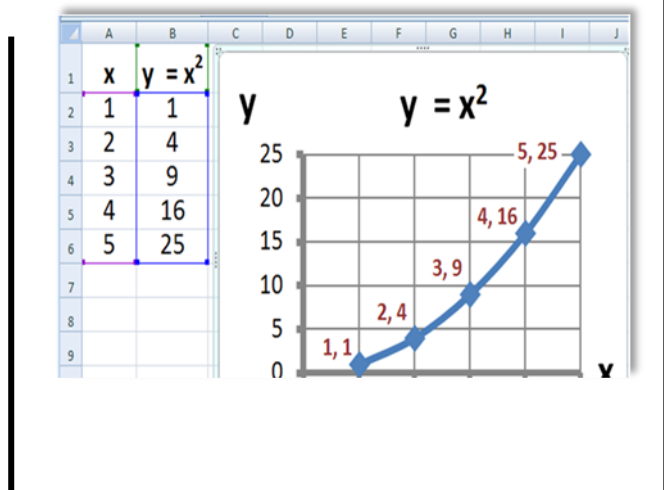 A B C D E F G H I J
1 x y = x²
2 1 1
3 2 4
4 3 9
5 4 16
6 5 25
7
8
9
y
y = x²
25
20
15
10
5
0
5, 25
4, 16
3, 9
2, 4
1, 1
x